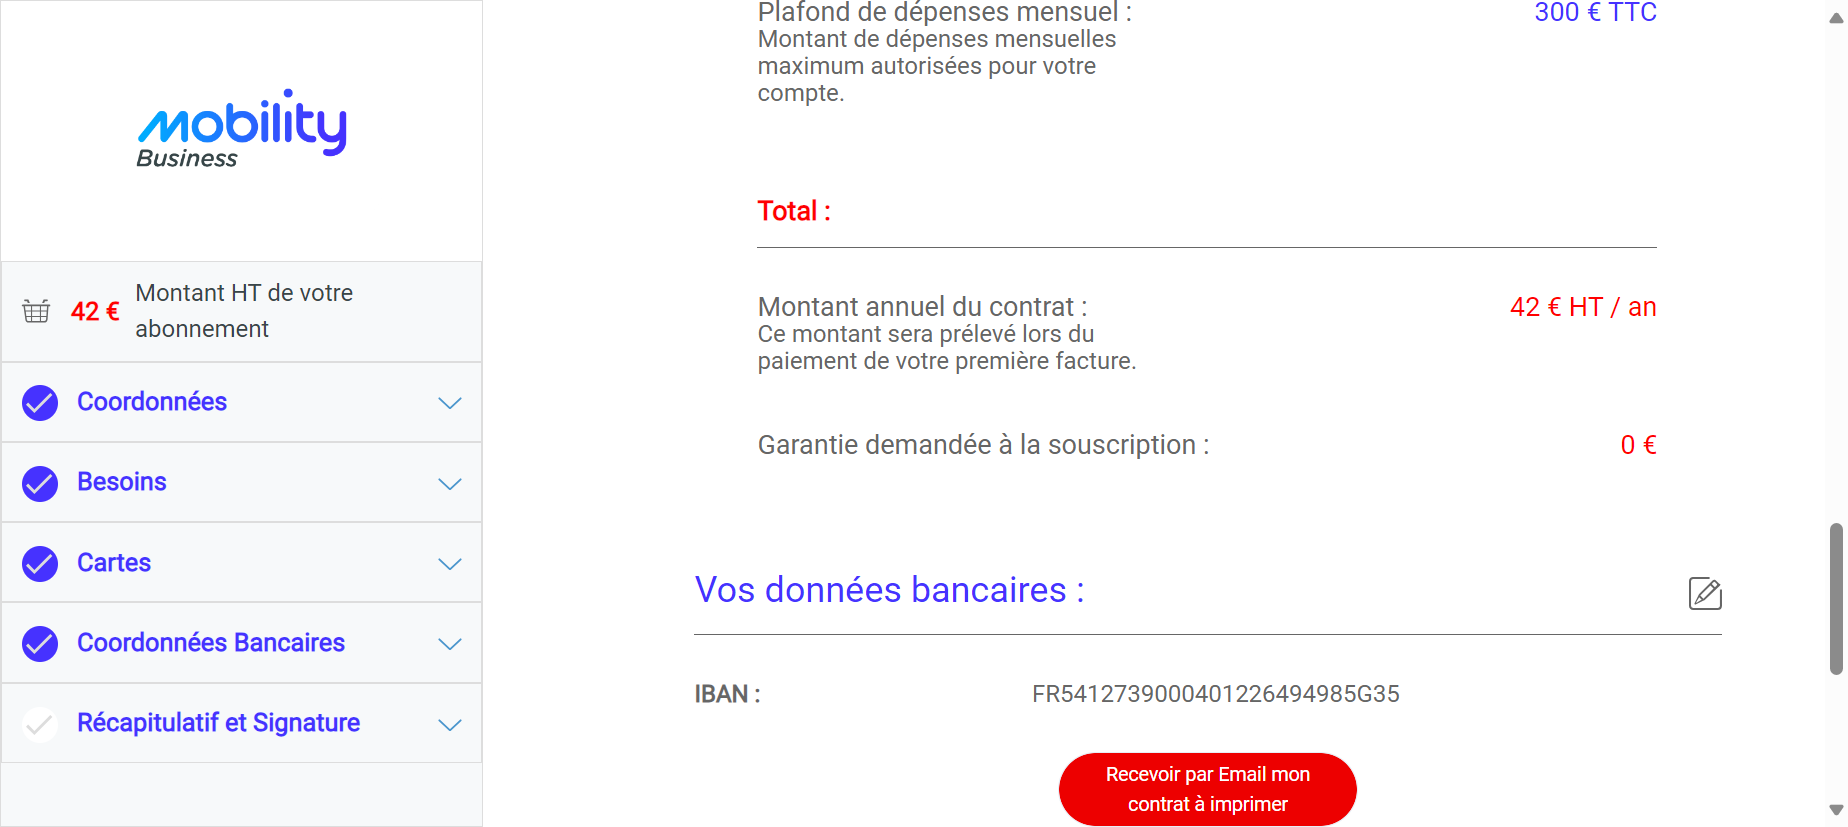 mobility
Business
42 €
Montant HT de votre
abonnement
Coordonnées
Besoins
Cartes
Coordonnées Bancaires
Récapitulatif et Signature
Plafond de dépenses mensuel :
300 € TTC
Montant de dépenses mensuelles
maximum autorisées pour votre
compte.
Total :
Montant annuel du contrat :
42 € HT / an
Ce montant sera prélevé lors du
paiement de votre première facture.
Garantie demandée à la souscription :
0 €
Vos données bancaires :
IBAN :
FR5412739000401226494985G35
Recevoir par Email mon
contrat à imprimer